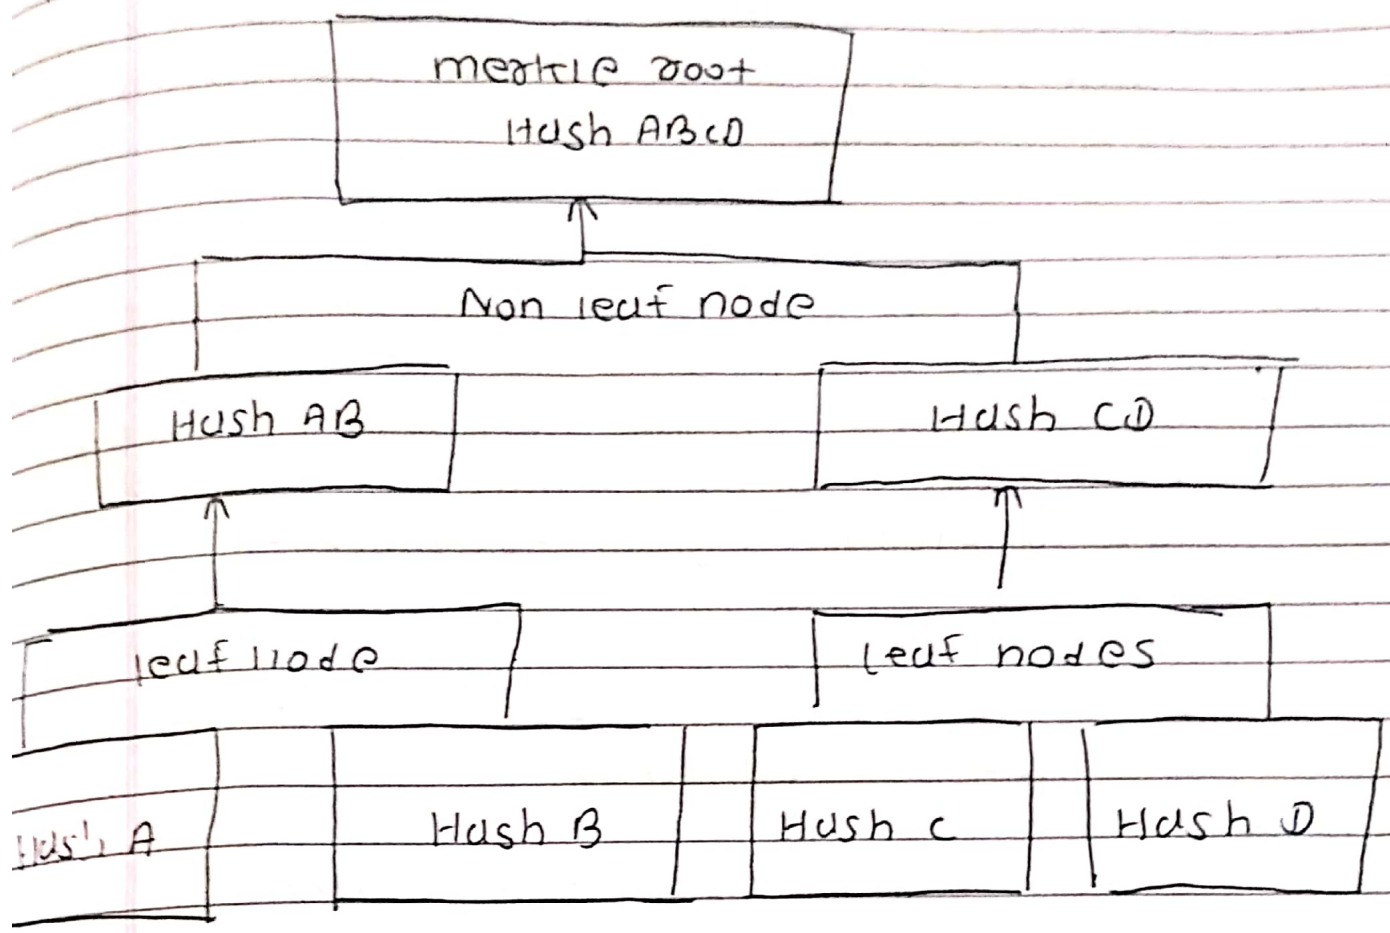 merkle root
Hash ABCD
Non leaf node
Hash AB
Hash CD
leaf node
leaf nodes
Hash A
Hash B
Hash C
Hash D